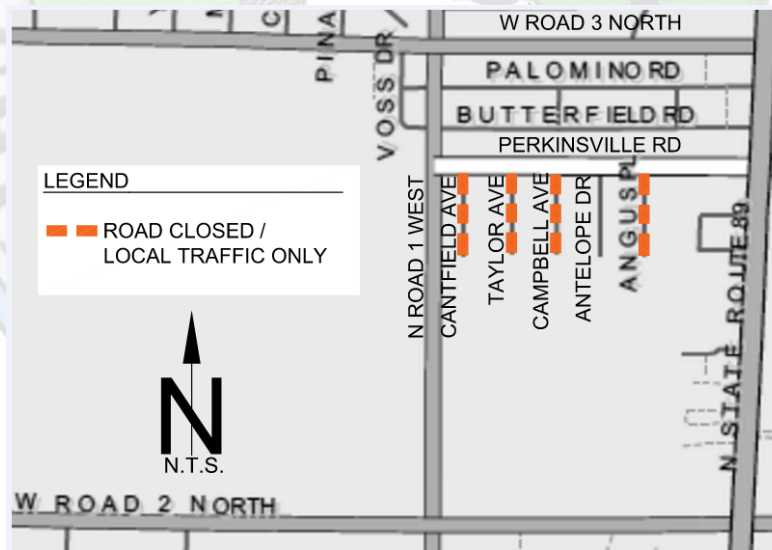 W ROAD 3 NORTH
PINA
VOSS DR
PALOMINO RD
BUTTERFIELD RD
PERKINSVILLE RD
LEGEND
ROAD CLOSED /
LOCAL TRAFFIC ONLY
N ROAD 1 WEST
CANTFIELD AVE
TAYLOR AVE
CAMPBELL AVE
ANTELOPE DR
ANGUS PL
N STATE ROUTE 89
N
N.T.S.
W ROAD 2 NORTH